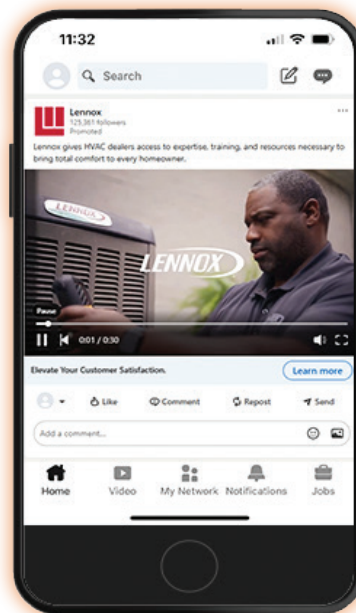 11:32
Search
Lennox
125,361 followers
Promoted
Lennox gives HVAC dealers access to expertise, training, and resources necessary to
bring total comfort to every homeowner.
LENNOX
LENNOX
Pause
0:01 / 0:30
Elevate Your Customer Satisfaction.
Learn more
Like Comment Repost Send
Add a comment...
Home Video My Network Notifications Jobs